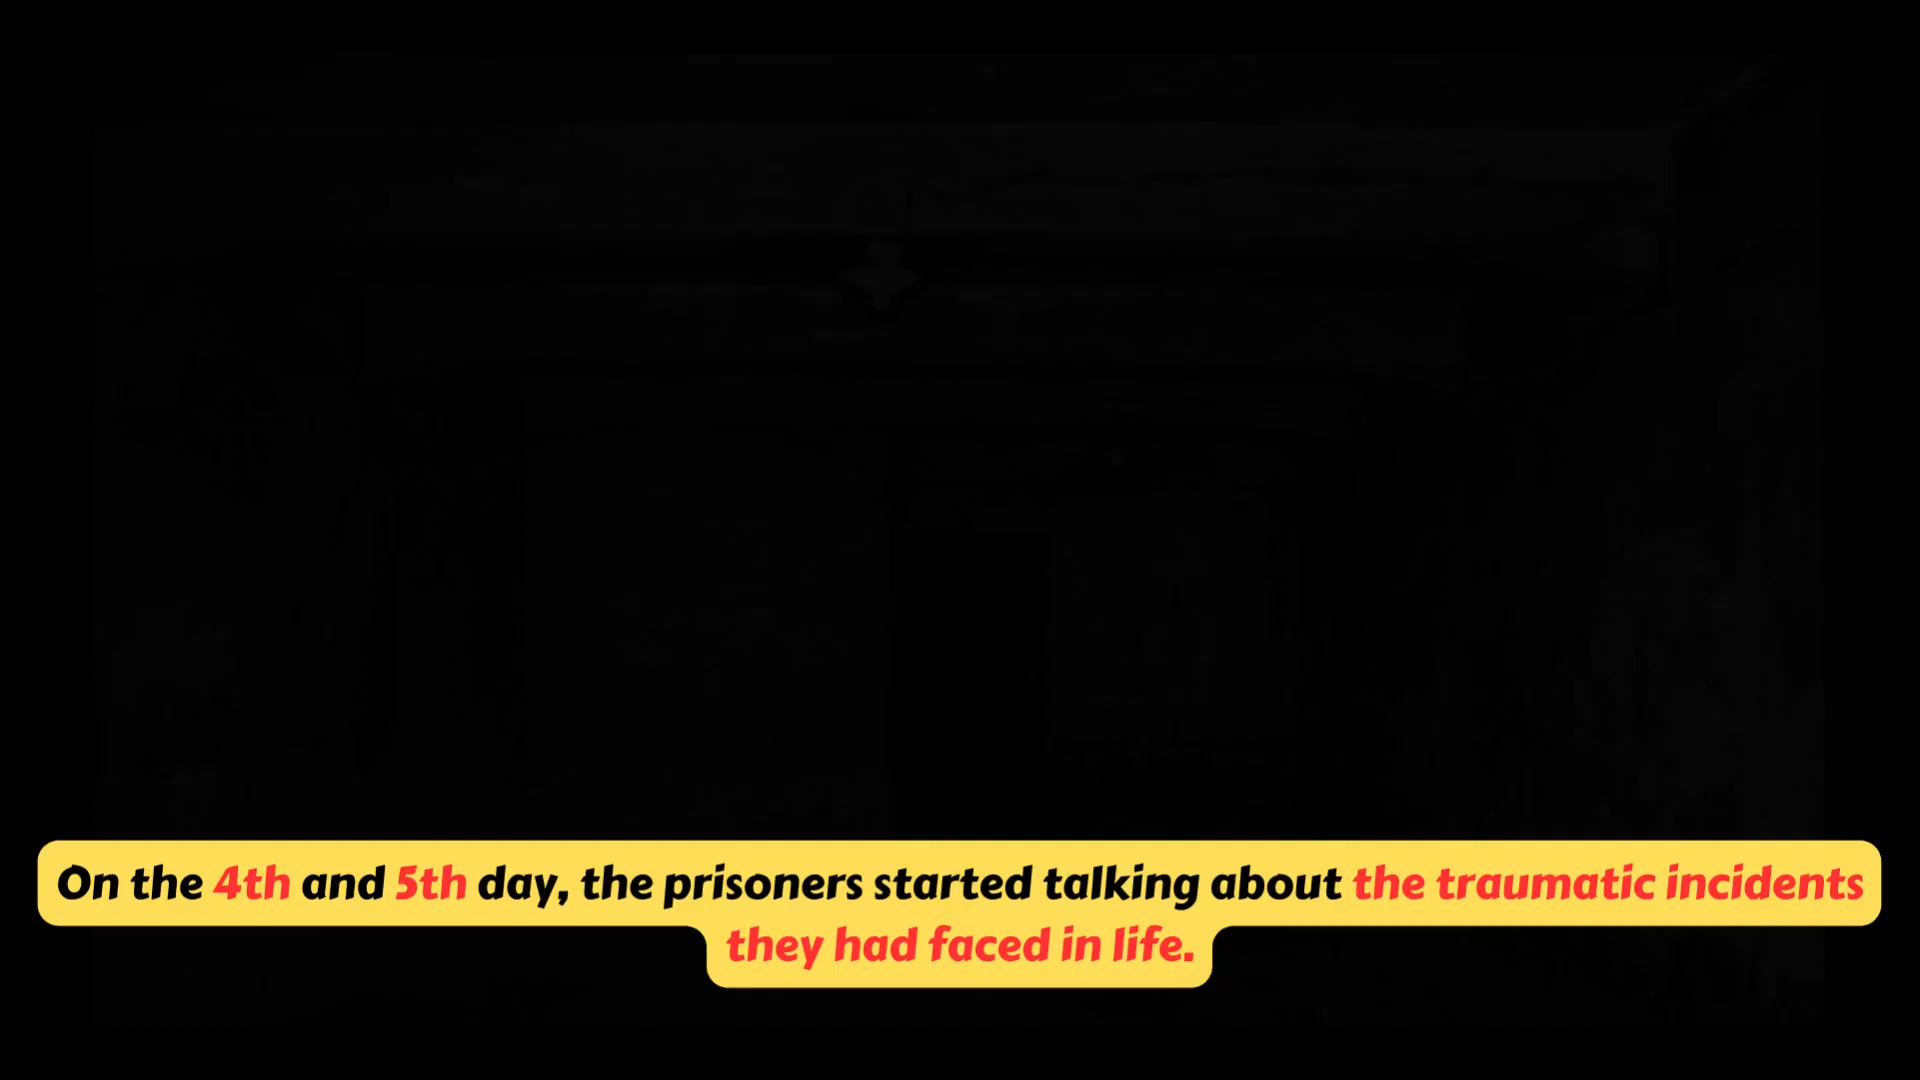 On the 4th and 5th day, the prisoners started talking about the traumatic incidents
they had faced in life.